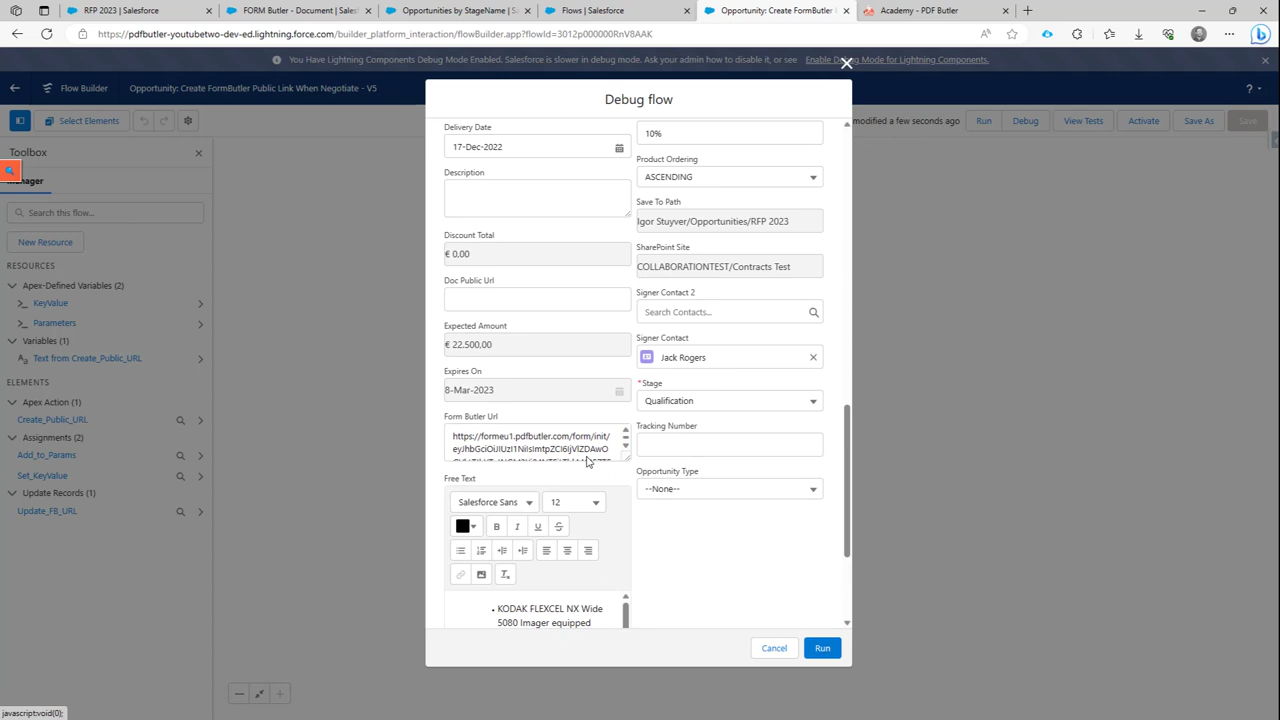 RFP 2023 | Salesforce
FORM Butler - Document | Sales
Opportunities by StageName | S
Flows | Salesforce
Opportunity: Create FormButler
Academy - PDF Butler
https://pdfbutler-youtubetwo-dev-ed.lightning.force.com/builder_platform_interaction/flowBuilder.app?flowId=3012p000000RnV8AAK
You Have Lightning Components Debug Mode Enabled. Salesforce is slower in debug mode. Ask your admin how to disable it, or see Enable Debug Mode for Lightning Components.
Flow Builder
Opportunity: Create FormButler Public Link When Negotiate - V5
?
Select Elements
modified a few seconds ago
Run
Debug
View Tests
Activate
Save As
Save
Toolbox
Manager
Search this flow...
New Resource
RESOURCES
Apex-Defined Variables (2)
KeyValue
Parameters
Variables (1)
Text from Create_Public_URL
ELEMENTS
Apex Action (1)
Create_Public_URL
Assignments (2)
Add_to_Params
Set_KeyValue
Update Records (1)
Update_FB_URL
Debug flow
Delivery Date
17-Dec-2022
Description
Discount Total
€ 0,00
Doc Public Url
Expected Amount
€ 22.500,00
Expires On
8-Mar-2023
Form Butler Url
https://formeu1.pdfbutler.com/form/init/
Free Text
Salesforce Sans
12
B I U S
• KODAK FLEXCEL NX Wide
5080 Imager equipped
10%
Product Ordering
ASCENDING
Save To Path
Igor Stuyver/Opportunities/RFP 2023
SharePoint Site
COLLABORATIONTEST/Contracts Test
Signer Contact 2
Search Contacts...
Signer Contact
Jack Rogers
* Stage
Qualification
Tracking Number
Opportunity Type
--None--
Cancel
Run
javascript:void(0);